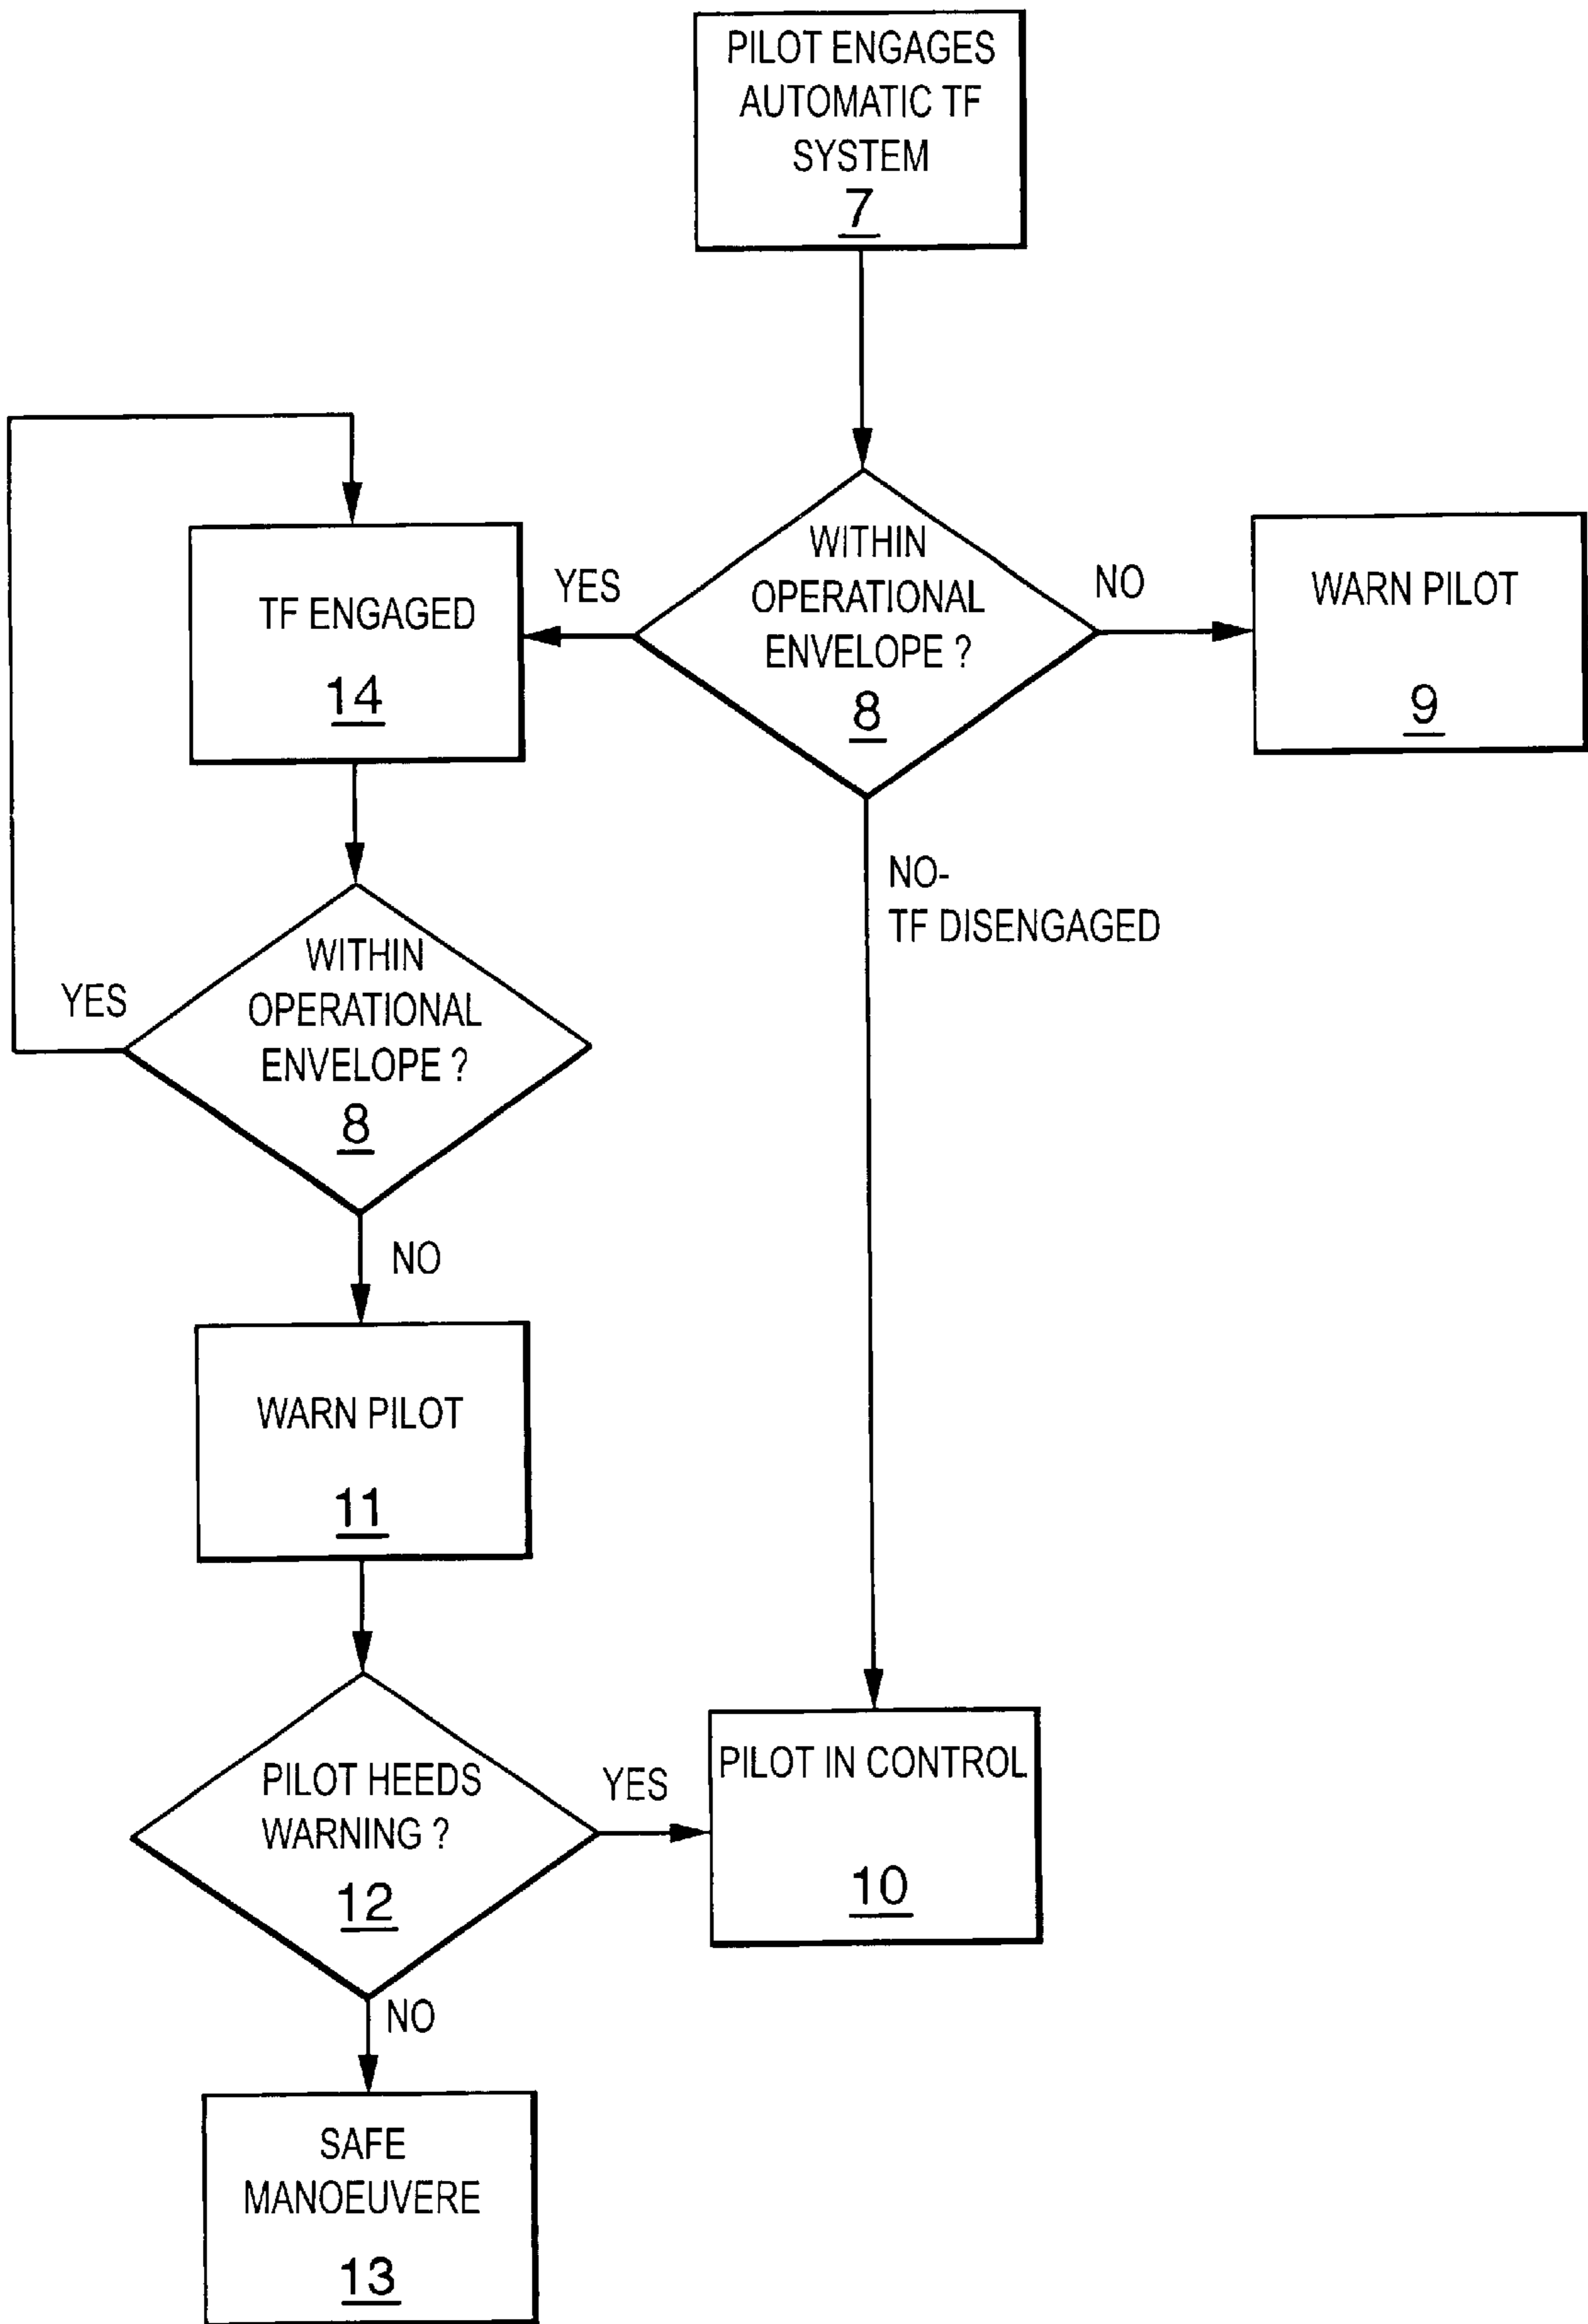 PILOT ENGAGES
AUTOMATIC TF
SYSTEM
7
WITHIN
OPERATIONAL
ENVELOPE ?
8
YES
NO
WARN PILOT
9
TF ENGAGED
14
NO-
TF DISENGAGED
WITHIN
OPERATIONAL
ENVELOPE ?
8
YES
NO
WARN PILOT
11
PILOT HEEDS
WARNING ?
12
YES
PILOT IN CONTROL
10
NO
SAFE
MANOEUVERE
13